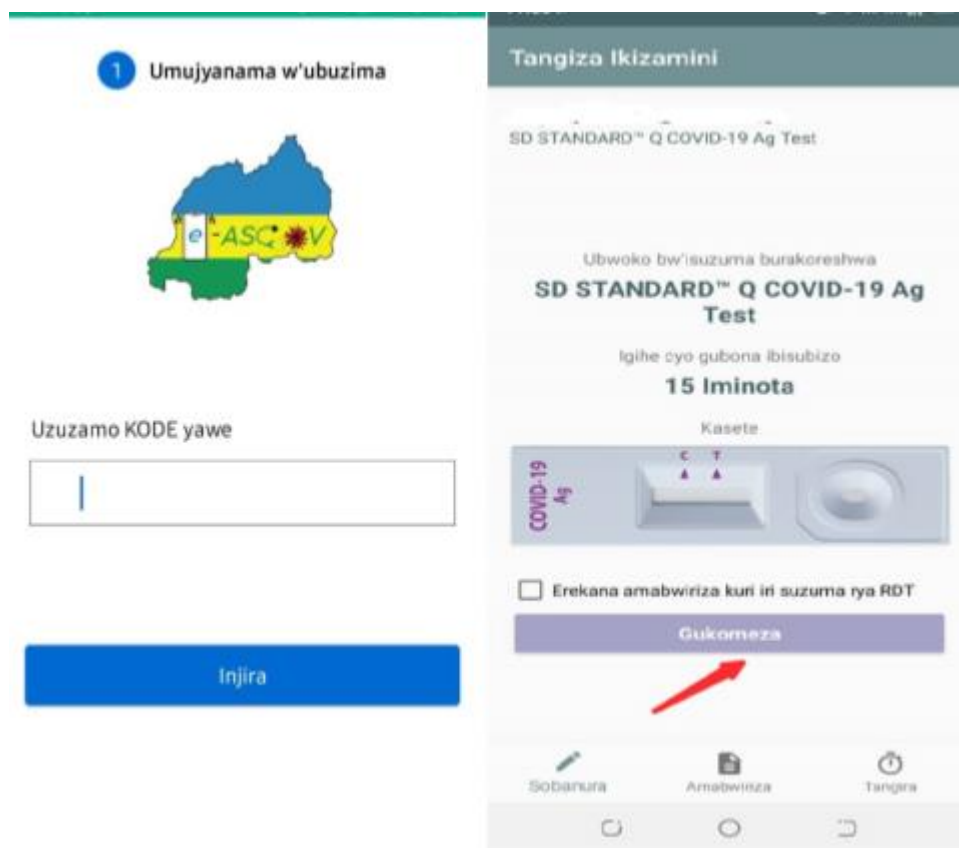 1 Umujyanama w'ubuzima
e -ASC V
Uzuzamo KODE yawe
Injira
Tangiza Ikizamini
SD STANDARD™ Q COVID-19 Ag Test
Ubwoko bw'isuzuma burakoreshwa
SD STANDARD™ Q COVID-19 Ag
Test
Igihe cyo gubona ibisubizo
15 Iminota
Kasete
COVID-19
Ag
C T
Erekana amabwiriza kuri iri suzuma rya RDT
Gukomeza
Sobanura Amabwiriza Tangira